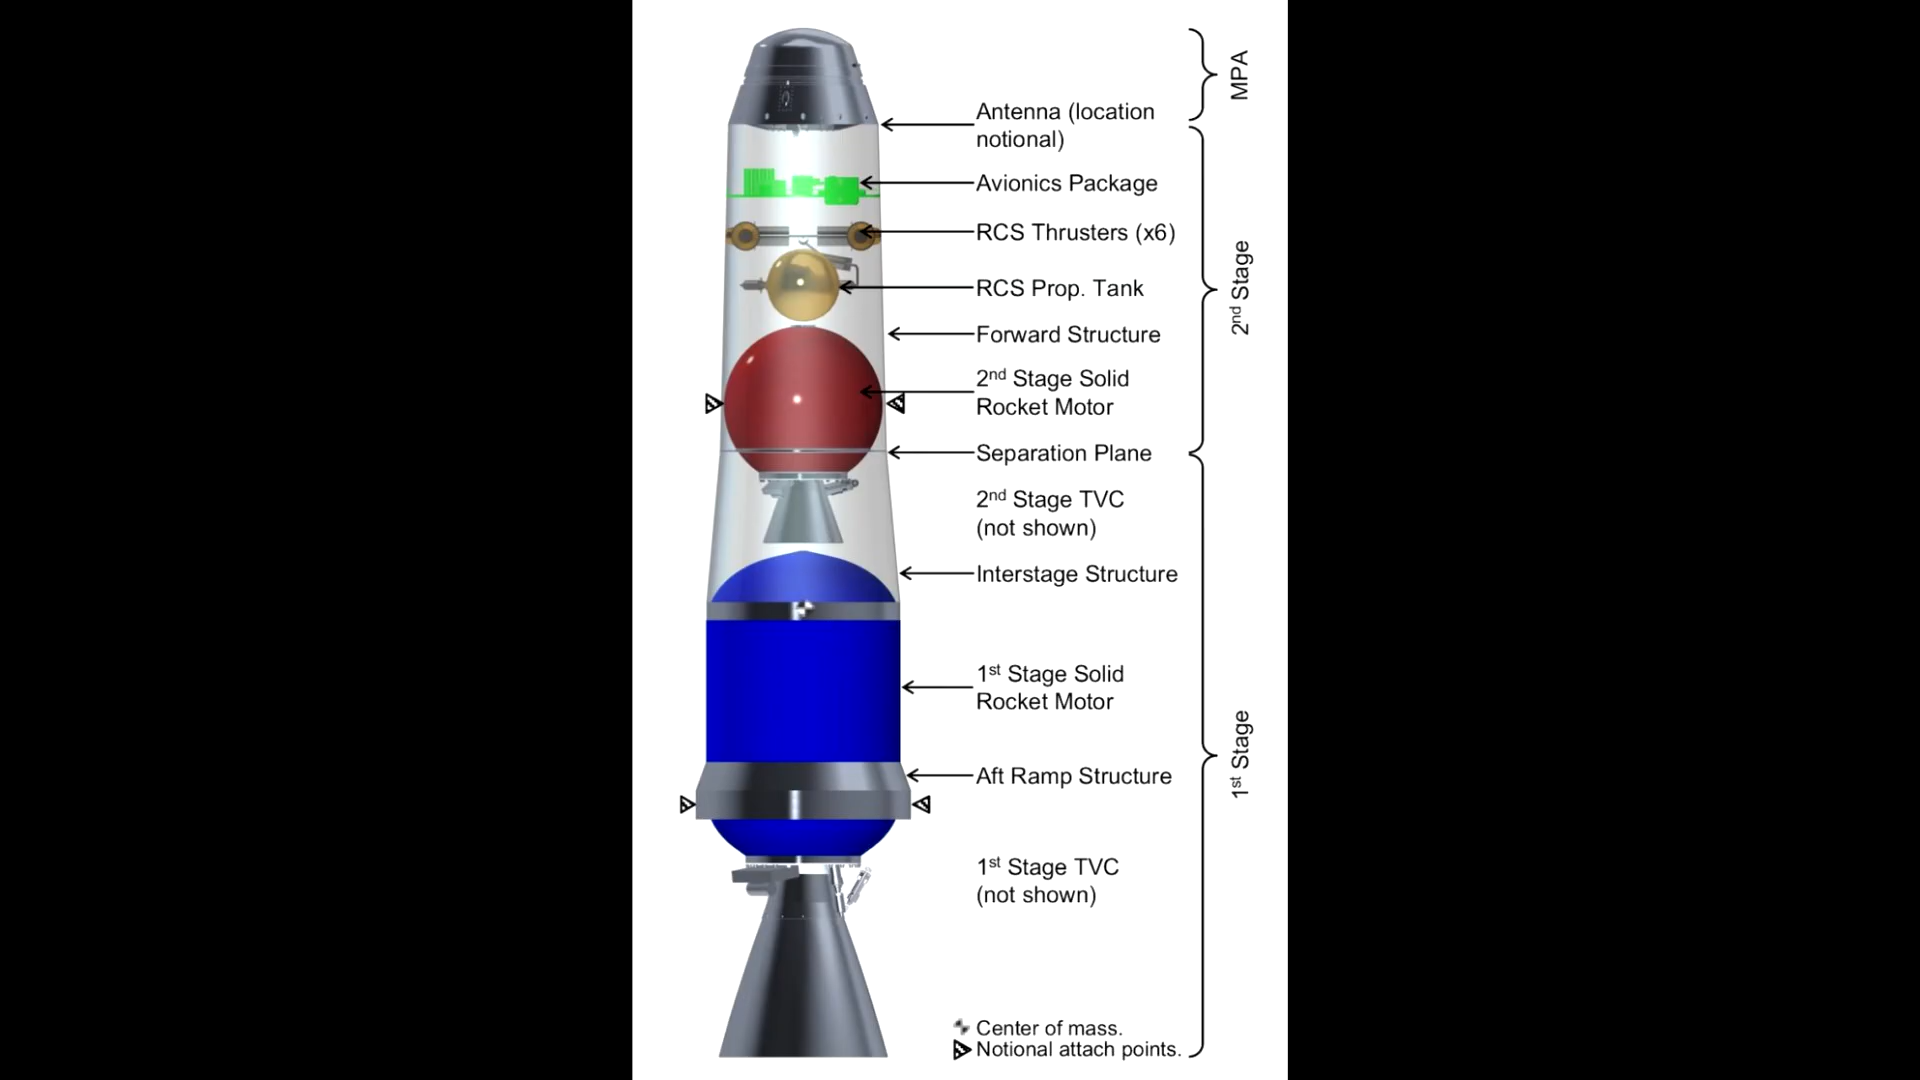 MPA
Antenna (location
notional)
Avionics Package
RCS Thrusters (x6)
RCS Prop. Tank
2nd Stage
Forward Structure
2nd Stage Solid
Rocket Motor
Separation Plane
2nd Stage TVC
(not shown)
Interstage Structure
1st Stage Solid
Rocket Motor
1st Stage
Aft Ramp Structure
1st Stage TVC
(not shown)
Center of mass.
Notional attach points.